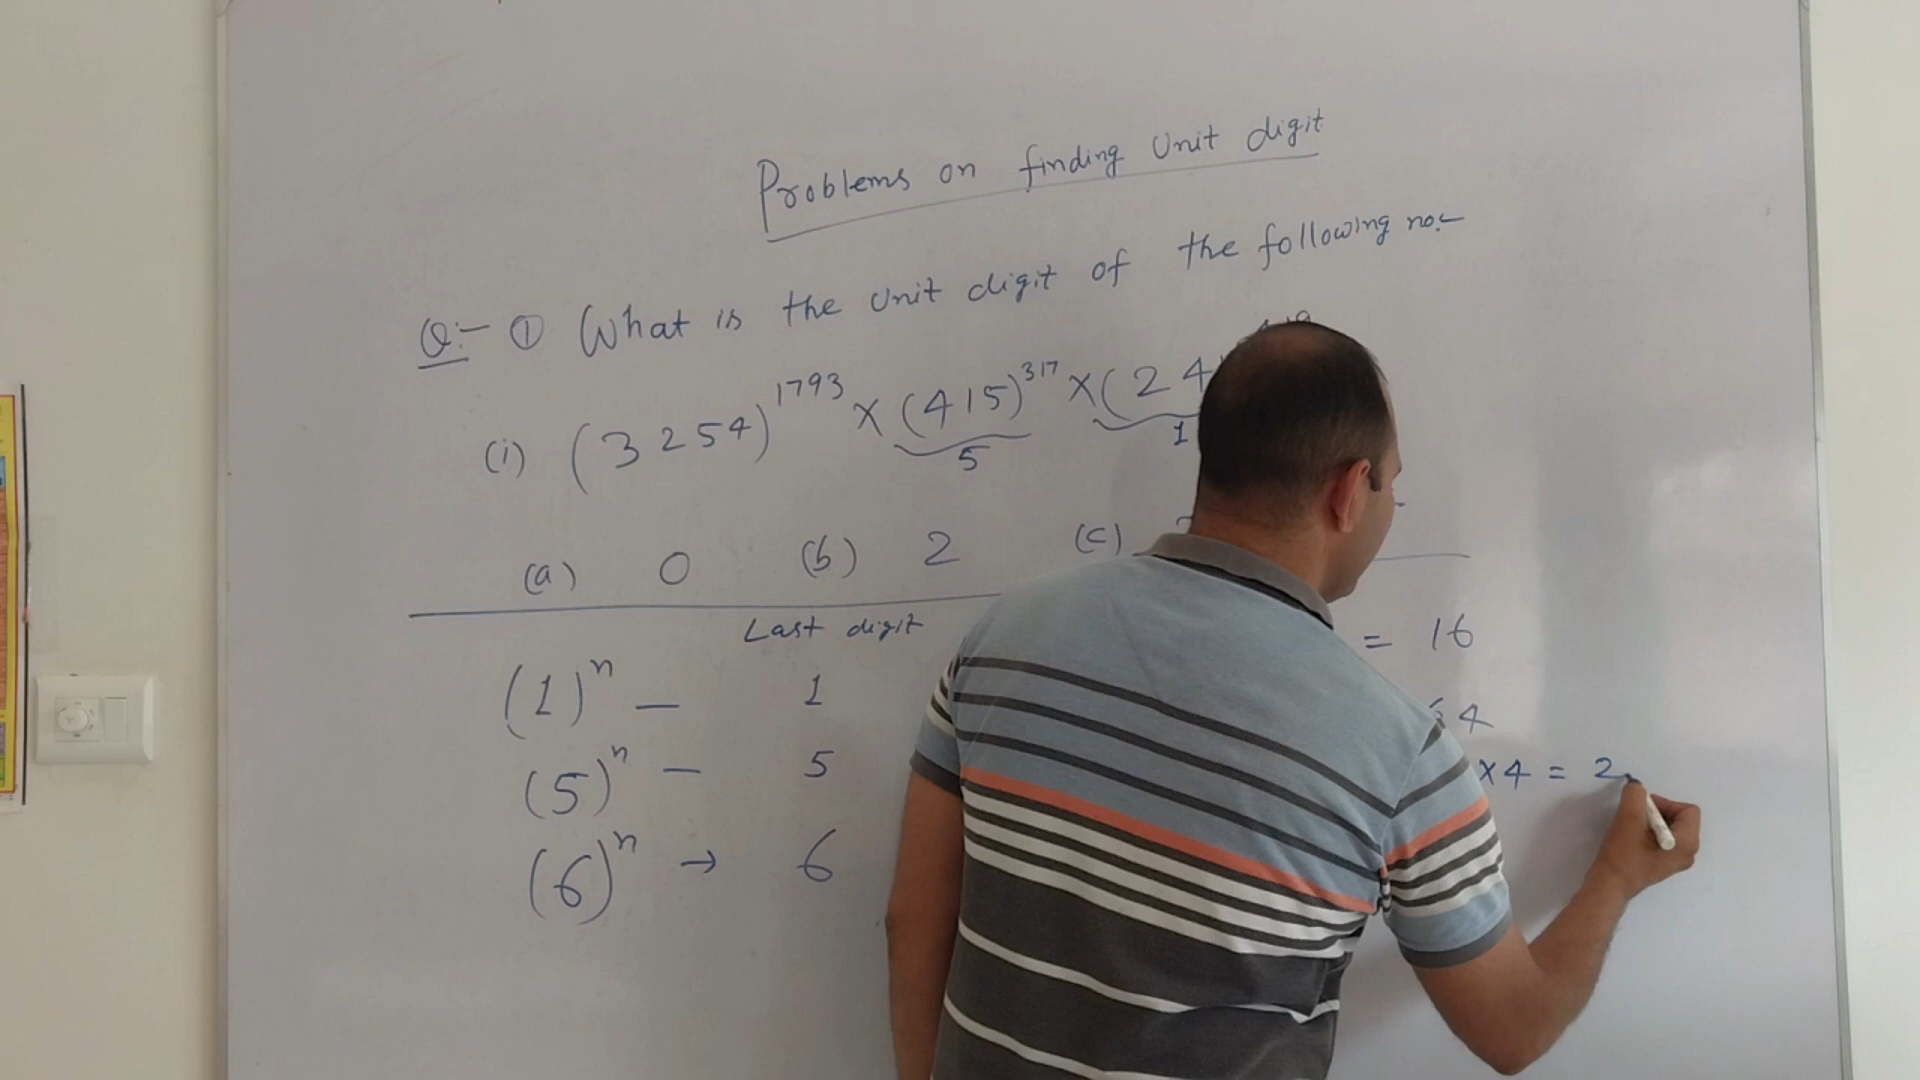 Problems on finding Unit digit
Q:- ① What is the Unit digit of the following no:-
(i) (3254)^1793 × (415)^317 × (24
5 1
(a) 0 (b) 2 (c)
Last digit
(1)^n — 1
(5)^n — 5
(6)^n → 6
= 16
64
×4 = 2